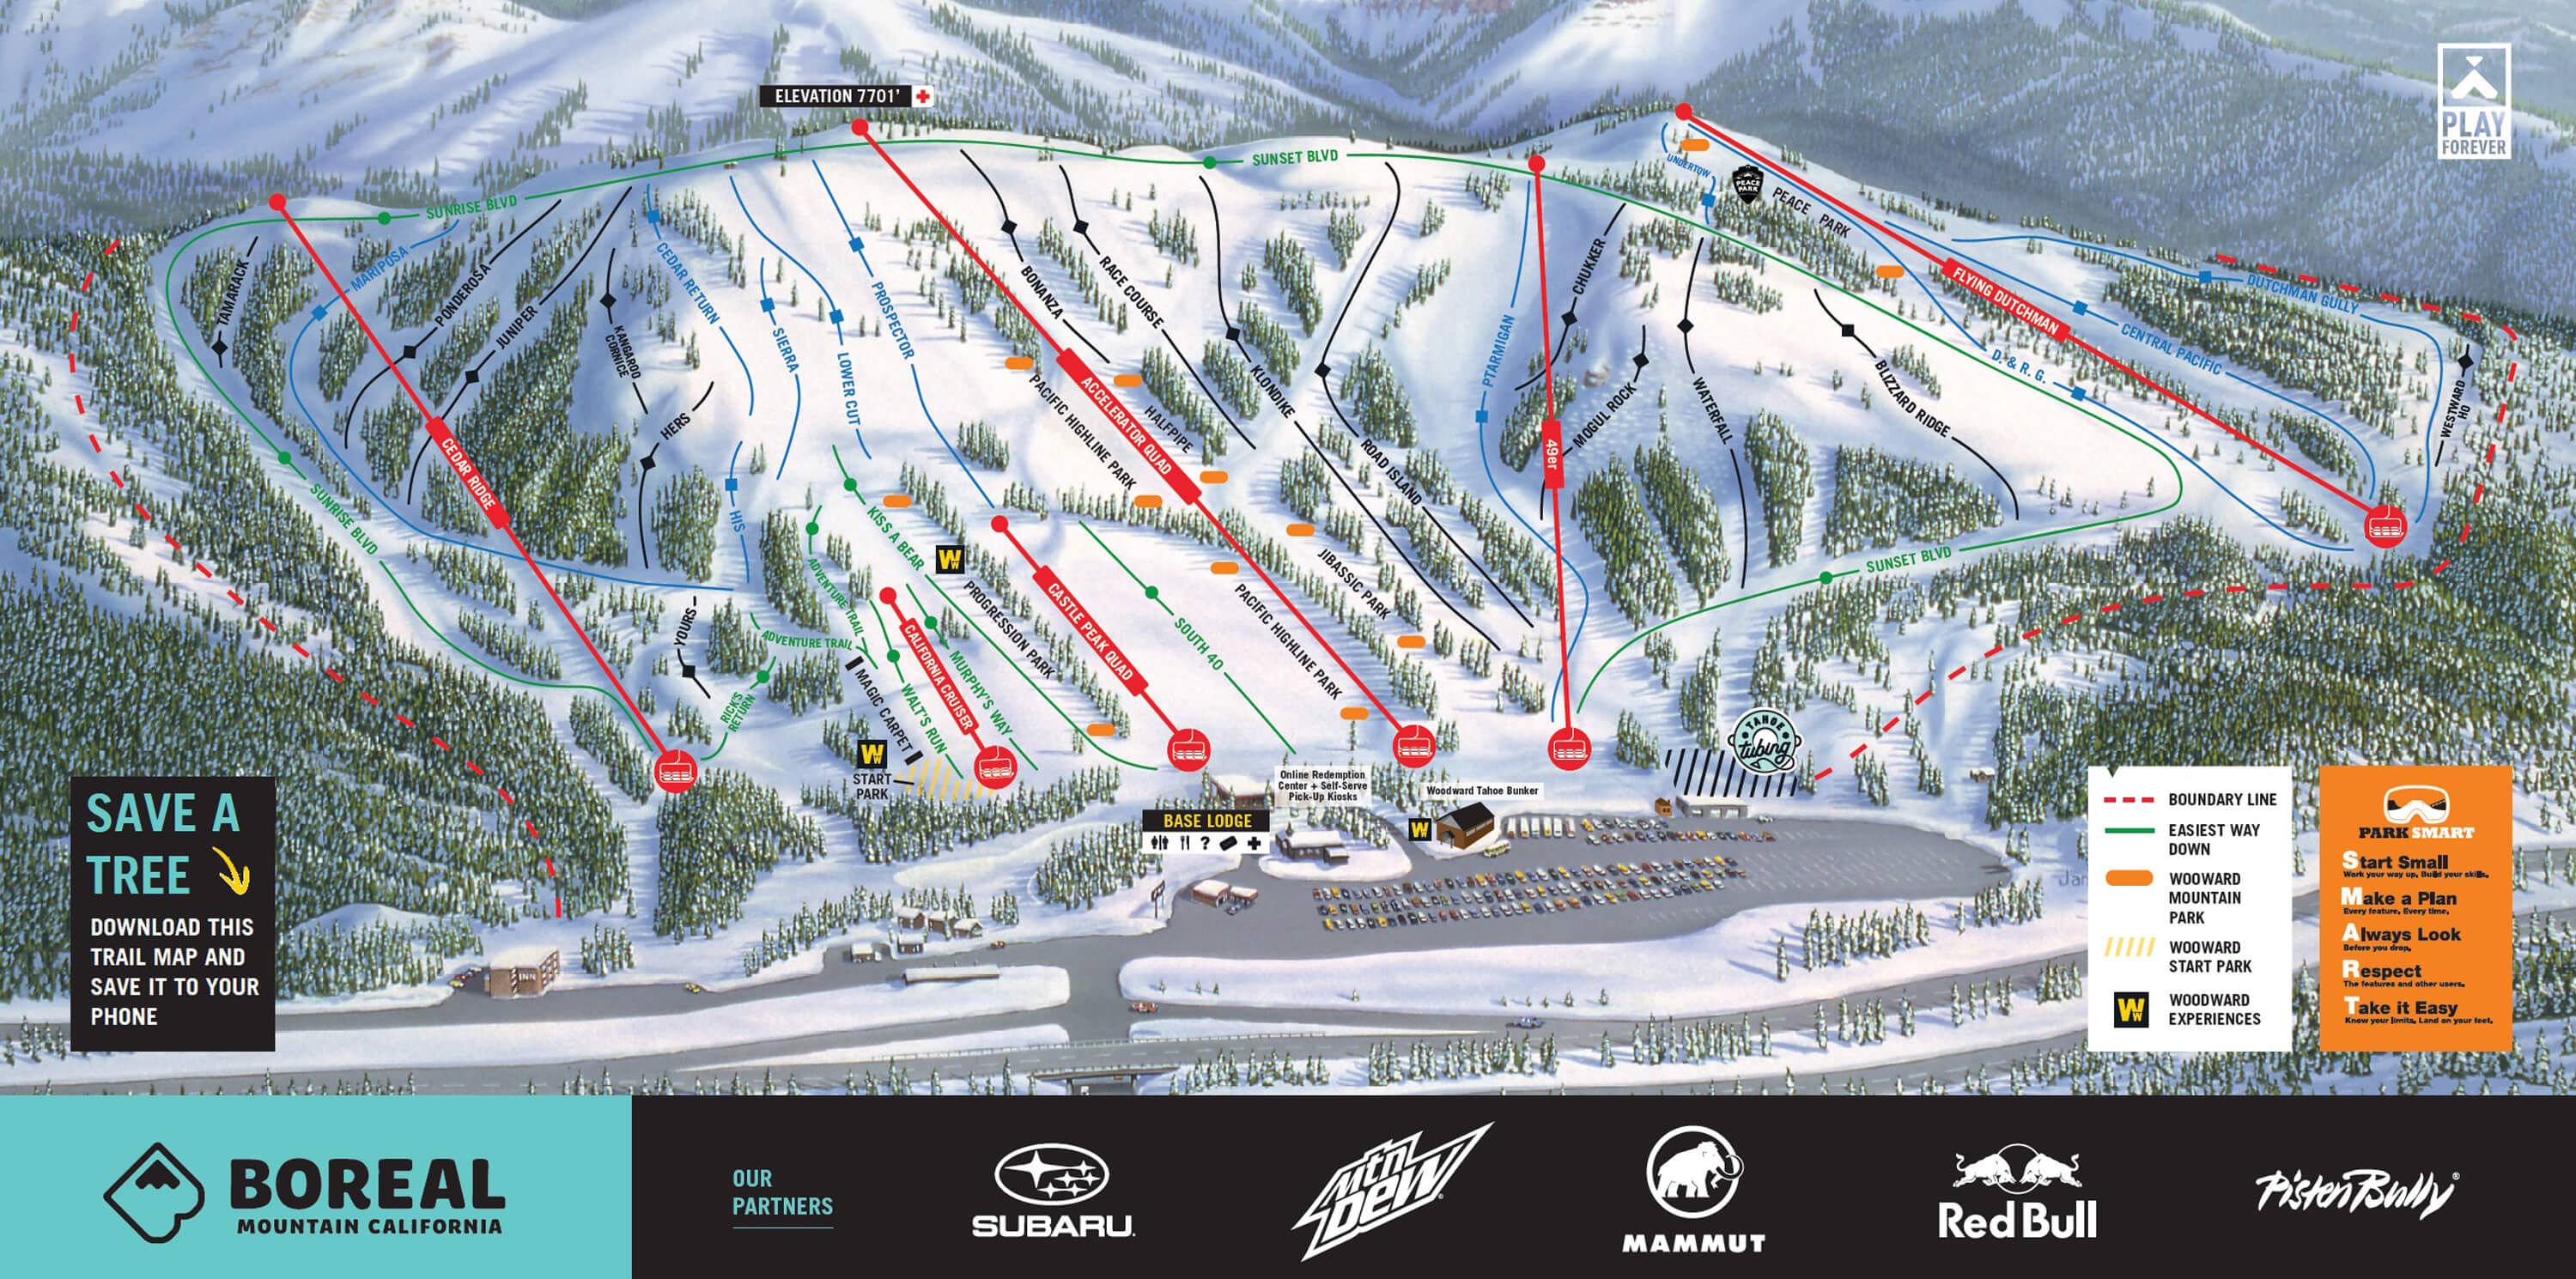 ELEVATION 7701'
PLAY
FOREVER
SUNSET BLVD
SUNRISE BLVD
UNDERTOW
PEACE
PARK
PEACE PARK
TAMARACK
MARIPOSA
PONDEROSA
JUNIPER
KANGAROO
CORNICE
CEDAR RETURN
SIERRA
LOWER CUT
PROSPECTOR
BONANZA
RACE COURSE
KLONDIKE
ROAD ISLAND
PTARMIGAN
CHUKKER
MOGUL ROCK
WATERFALL
BLIZZARD RIDGE
FLYING DUTCHMAN
DUTCHMAN GULLY
CENTRAL PACIFIC
D. & R. G.
WESTWARD
HO
HERS
HIS
CEDAR RIDGE
SUNRISE BLVD
PACIFIC HIGHLINE PARK
ACCELERATOR QUAD
HALFPIPE
49er
KISS A BEAR
ADVENTURE TRAIL
PROGRESSION PARK
CASTLE PEAK QUAD
SOUTH 40
PACIFIC HIGHLINE PARK
JIBASSIC PARK
SUNSET BLVD
YOURS
ADVENTURE TRAIL
RICK'S
RETURN
MAGIC CARPET
WALT'S RUN
CALIFORNIA CRUISER
MURPHY'S WAY
W
W
START
PARK
TAHOE
tubing
Online Redemption
Center + Self-Serve
Pick-Up Kiosks
Woodward Tahoe Bunker
W
BASE LODGE
?
INN
SAVE A
TREE
DOWNLOAD THIS
TRAIL MAP AND
SAVE IT TO YOUR
PHONE
BOUNDARY LINE
EASIEST WAY
DOWN
WOOWARD
MOUNTAIN
PARK
WOOWARD
START PARK
W
WOODWARD
EXPERIENCES
PARK SMART
Start Small
Work your way up, Build your skills.
Make a Plan
Every feature, Every time.
Always Look
Before you drop.
Respect
The features and other users.
Take it Easy
Know your limits, Land on your feet.
BOREAL
MOUNTAIN CALIFORNIA
OUR
PARTNERS
SUBARU.
Mtn
DEW
MAMMUT
Red Bull
PistenBully®